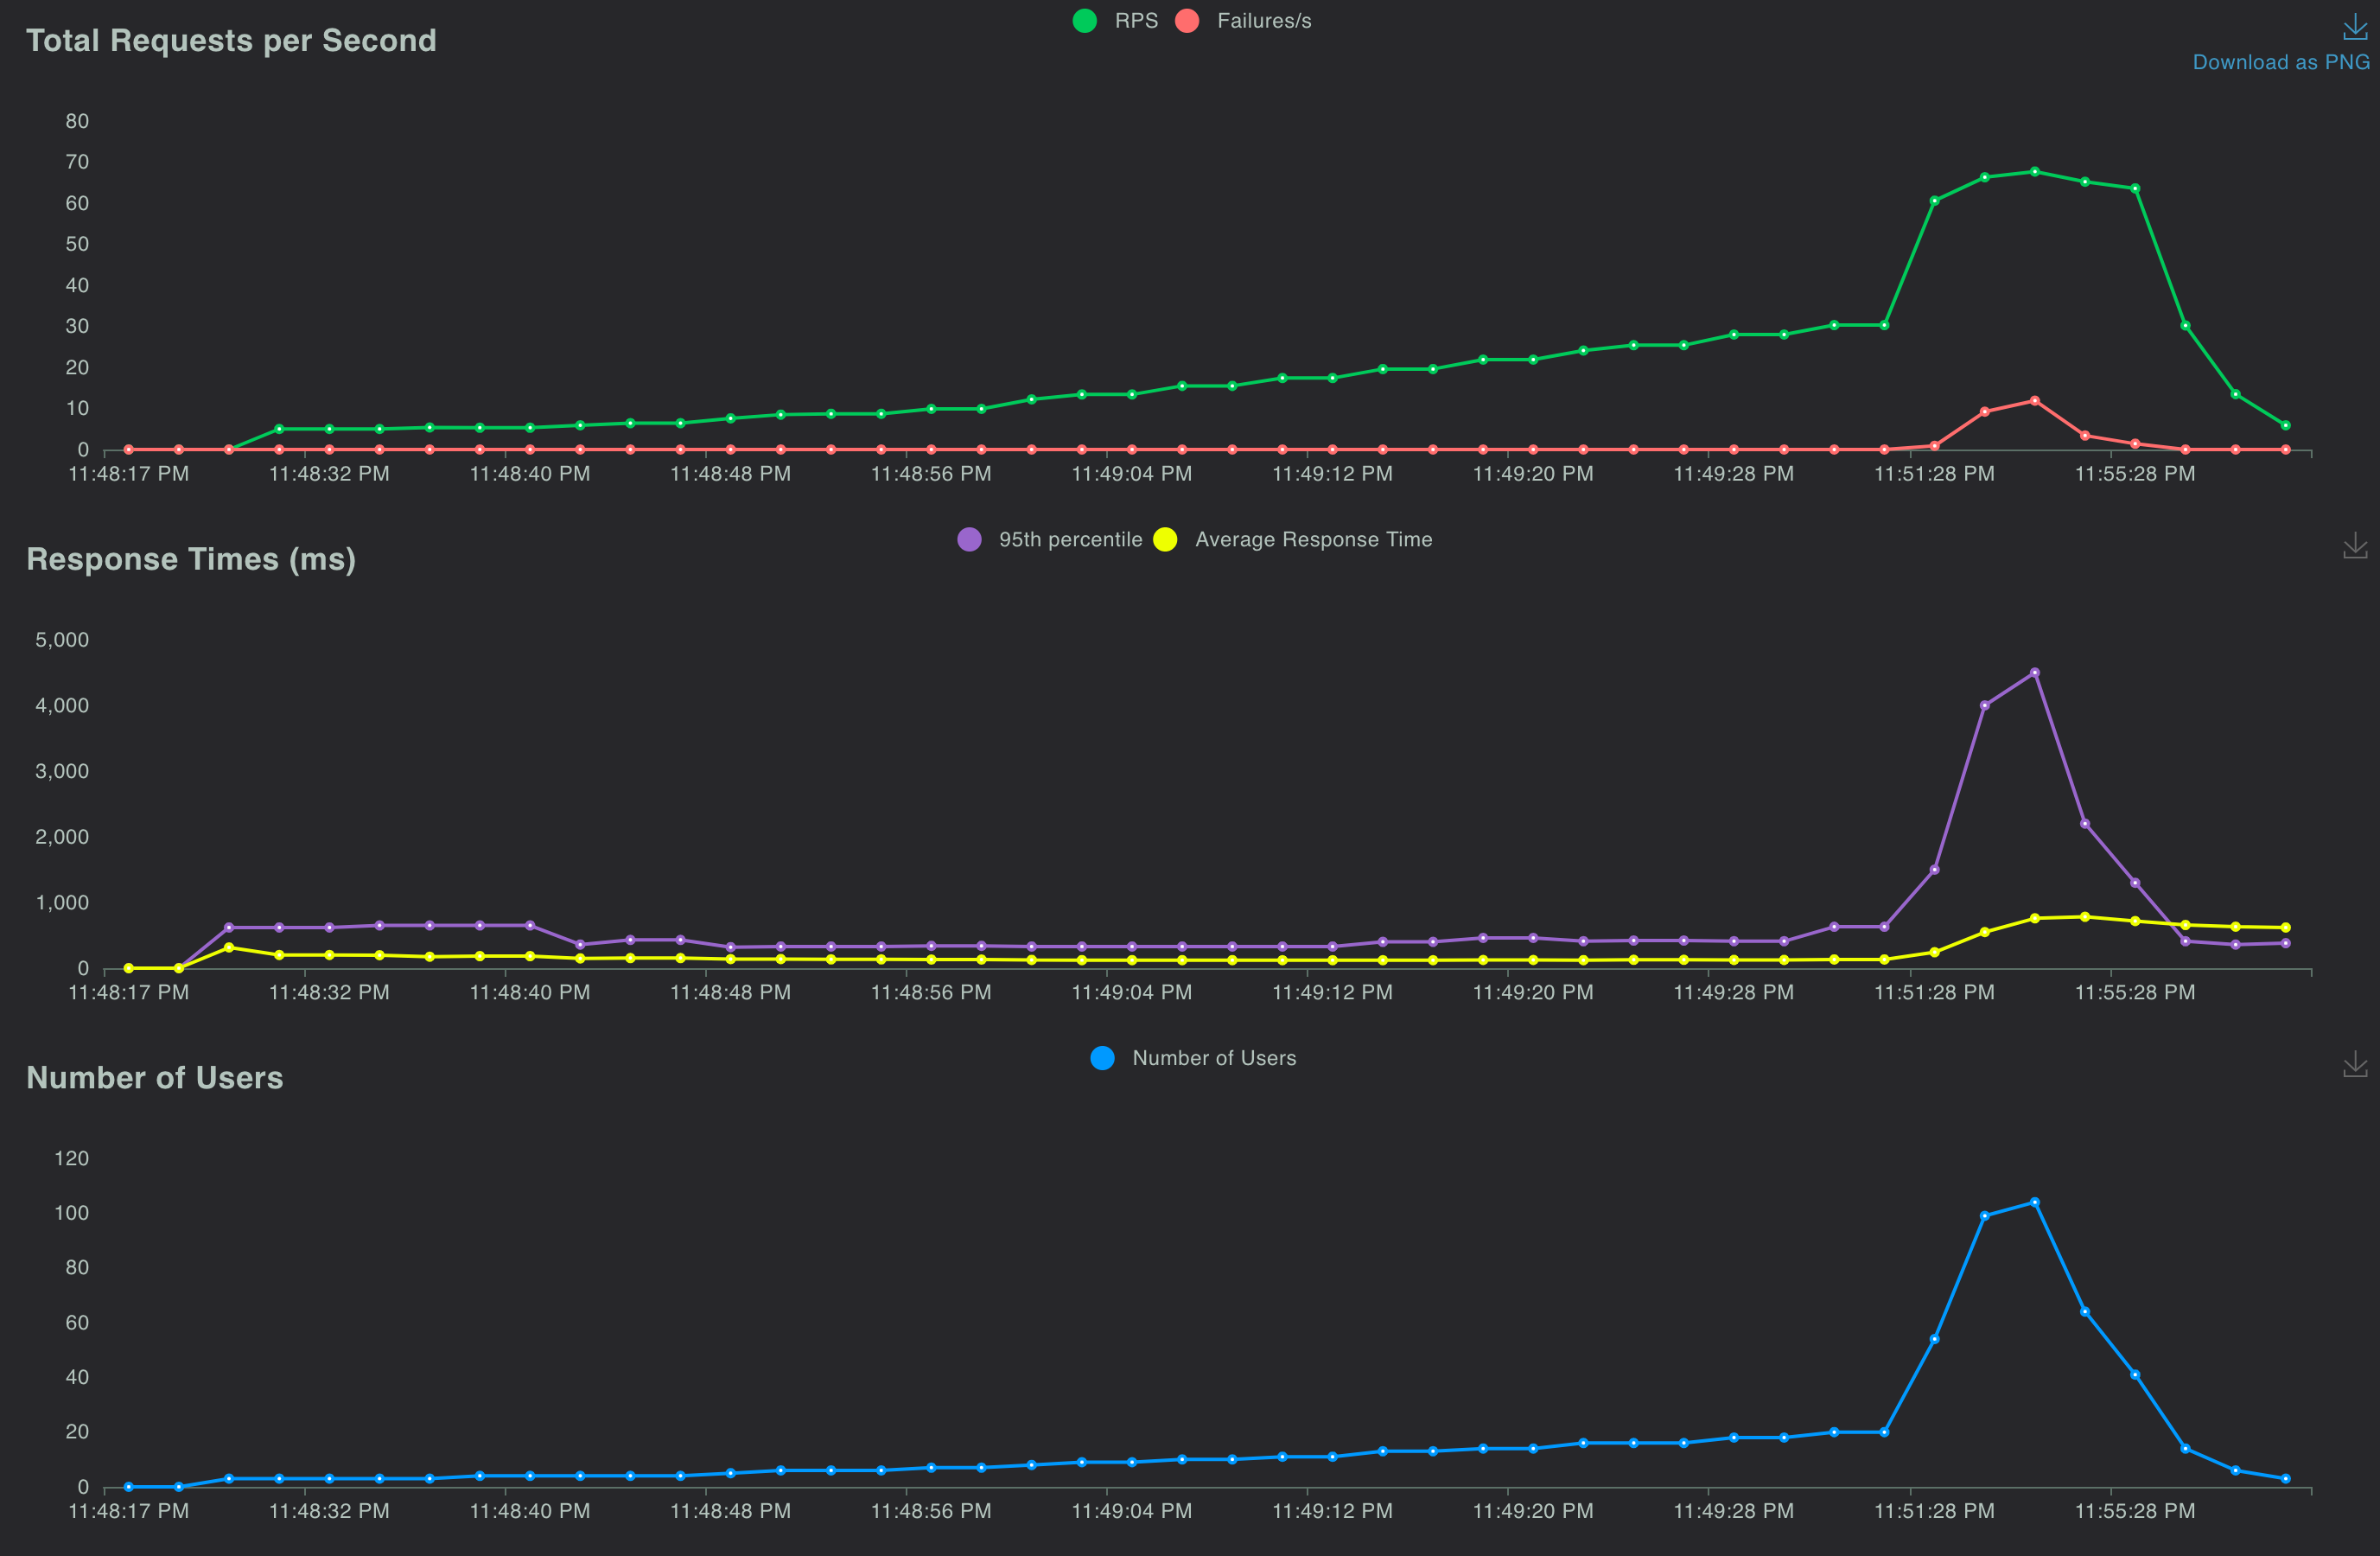 RPS Failures/s
Total Requests per Second
Download as PNG
80
70
60
50
40
30
20
10
0
11:48:17 PM 11:48:32 PM 11:48:40 PM 11:48:48 PM 11:48:56 PM 11:49:04 PM 11:49:12 PM 11:49:20 PM 11:49:28 PM 11:51:28 PM 11:55:28 PM
95th percentile Average Response Time
Response Times (ms)
5,000
4,000
3,000
2,000
1,000
0
11:48:17 PM 11:48:32 PM 11:48:40 PM 11:48:48 PM 11:48:56 PM 11:49:04 PM 11:49:12 PM 11:49:20 PM 11:49:28 PM 11:51:28 PM 11:55:28 PM
Number of Users
Number of Users
120
100
80
60
40
20
0
11:48:17 PM 11:48:32 PM 11:48:40 PM 11:48:48 PM 11:48:56 PM 11:49:04 PM 11:49:12 PM 11:49:20 PM 11:49:28 PM 11:51:28 PM 11:55:28 PM